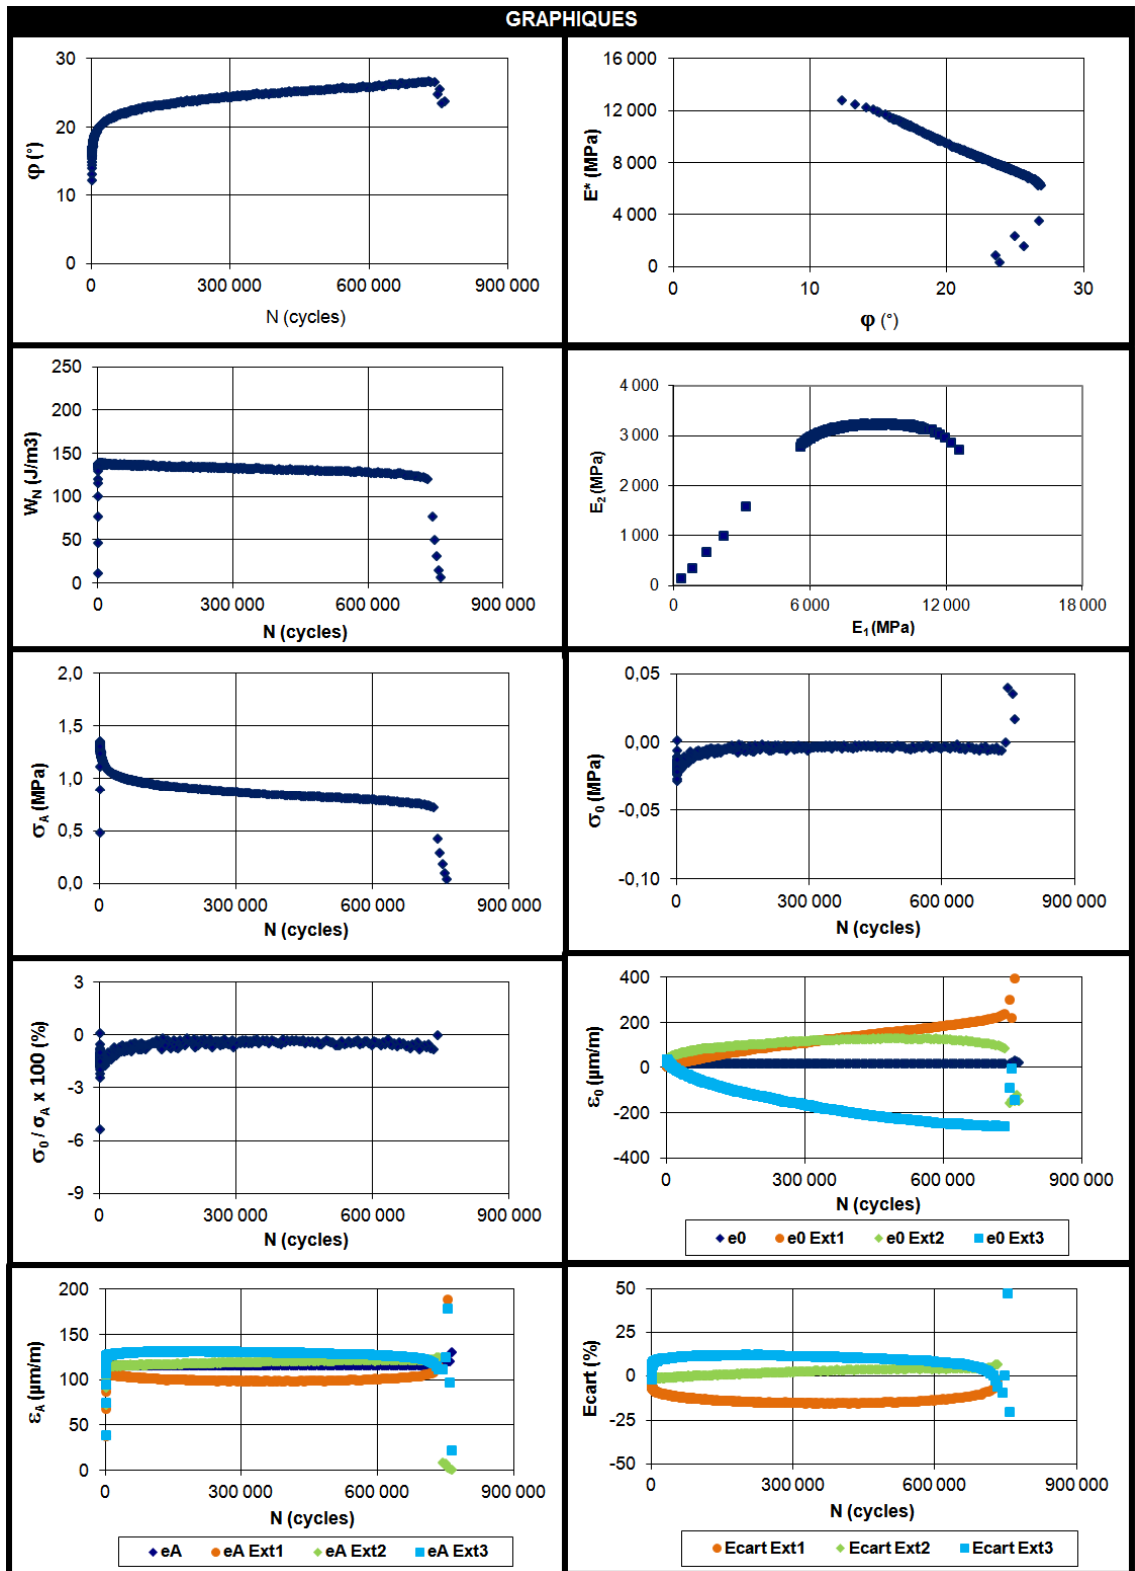 GRAPHIQUES
30
20
10
0
φ (°)
0 300 000 600 000 900 000
N (cycles)
16 000
12 000
8 000
4 000
0
E* (MPa)
0 10 20 30
φ (°)
250
200
150
100
50
0
W_N (J/m3)
0 300 000 600 000 900 000
N (cycles)
4 000
3 000
2 000
1 000
0
E₂ (MPa)
0 6 000 12 000 18 000
E₁ (MPa)
2,0
1,5
1,0
0,5
0,0
σ_A (MPa)
0 300 000 600 000 900 000
N (cycles)
0,05
0,00
-0,05
-0,10
σ₀ (MPa)
0 300 000 600 000 900 000
N (cycles)
3
0
-3
-6
-9
σ₀ / σ_A x 100 (%)
0 300 000 600 000 900 000
N (cycles)
400
200
0
-200
-400
ε₀ (µm/m)
0 300 000 600 000 900 000
N (cycles)
e0 e0 Ext1 e0 Ext2 e0 Ext3
200
150
100
50
0
ε_A (µm/m)
0 300 000 600 000 900 000
N (cycles)
eA eA Ext1 eA Ext2 eA Ext3
50
25
0
-25
-50
Ecart (%)
0 300 000 600 000 900 000
N (cycles)
Ecart Ext1 Ecart Ext2 Ecart Ext3